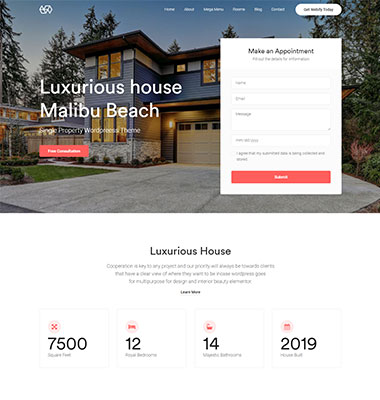 Home About Mega Menu Rooms Blog Contact Get Notify Today
Luxurious house
Malibu Beach
Single Property Wordpress Theme
Free Consultation
Make an Appointment
Fill out the details for information
Name
Email
Message
mm/dd/yyyy
I agree that my submitted data is being collected and
stored.
Submit
Luxurious House
Cooperation is key to any project and our priority will always be towards clients
that have a clear view of where they want to be inisise wordpress goes
for multipurpose for design and interior beauty elementor
Learn More
7500
Square Feet
12
Royal Bedrooms
14
Majestic Bathrooms
2019
House Built